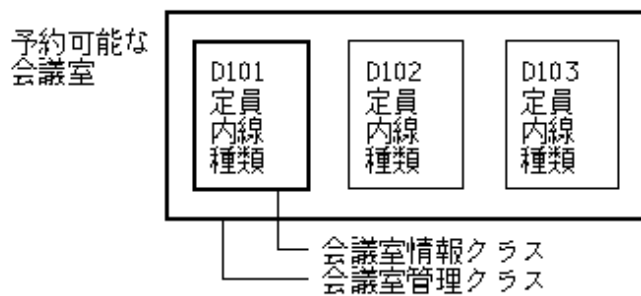 予約可能な
会議室
D101
定員
内線
種類
D102
定員
内線
種類
D103
定員
内線
種類
会議室情報クラス
会議室管理クラス